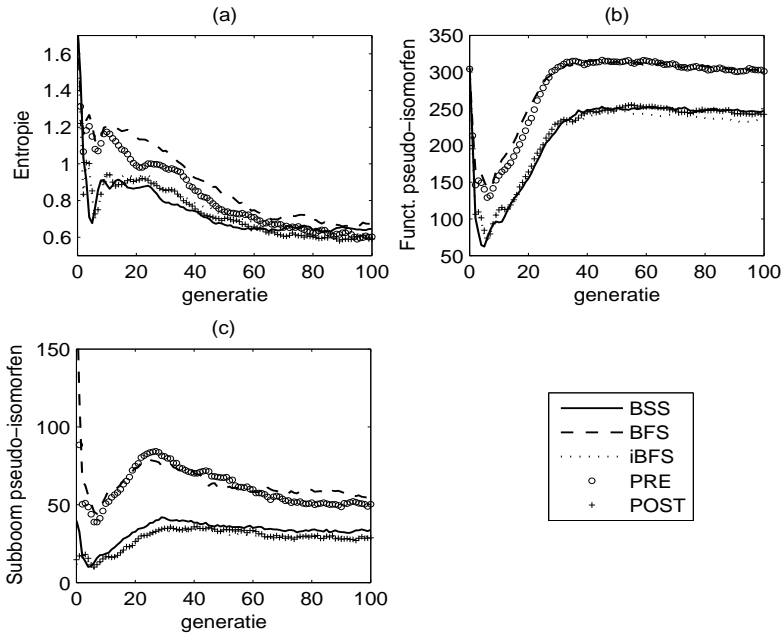 (a)
Entropie
1.6
1.4
1.2
1
0.8
0.6
0
20
40
60
80
100
generatie
(b)
Funct. pseudo-isomorfen
350
300
250
200
150
100
50
0
20
40
60
80
100
generatie
(c)
Subboom pseudo-isomorfen
150
100
50
0
0
20
40
60
80
100
generatie
BSS
BFS
iBFS
PRE
POST